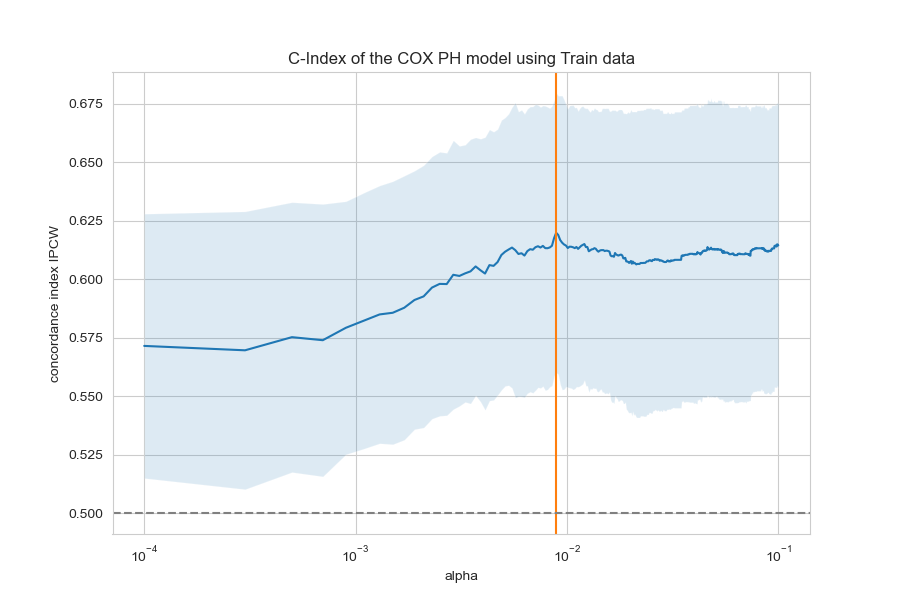 C-Index of the COX PH model using Train data
concordance index IPCW
0.675
0.650
0.625
0.600
0.575
0.550
0.525
0.500
10⁻⁴ 10⁻³ 10⁻² 10⁻¹
alpha